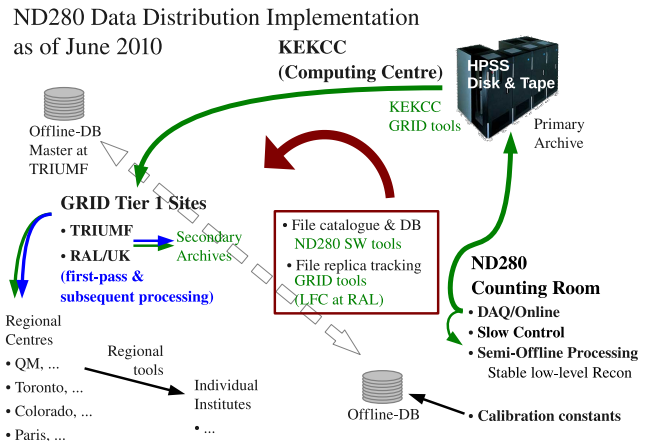 ND280 Data Distribution Implementation
as of June 2010
KEKCC
(Computing Centre)
HPSS
Disk & Tape
KEKCC
GRID tools
Primary
Archive
Offline-DB
Master at
TRIUMF
GRID Tier 1 Sites
• TRIUMF
• RAL/UK
(first-pass &
subsequent processing)
Secondary
Archives
• File catalogue & DB
ND280 SW tools
• File replica tracking
GRID tools
(LFC at RAL)
ND280
Counting Room
• DAQ/Online
• Slow Control
• Semi-Offline Processing
Stable low-level Recon
Regional
Centres
• QM, ...
• Toronto, ...
• Colorado, ...
• Paris, ...
Regional
tools
Individual
Institutes
• ...
Offline-DB
• Calibration constants